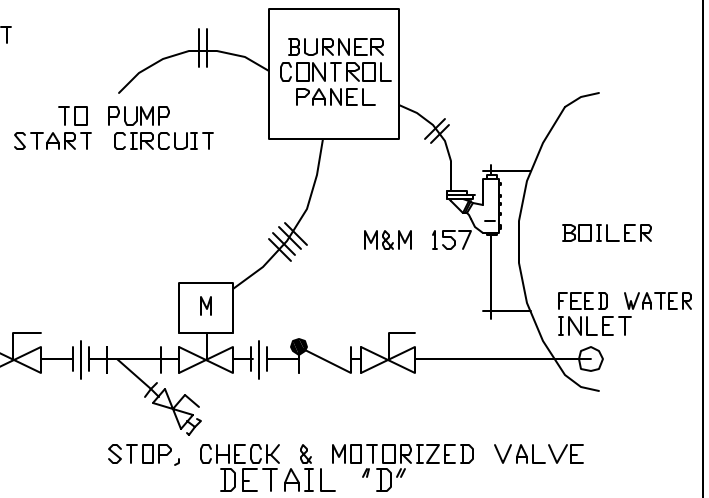 T
BURNER
CONTROL
PANEL
TO PUMP
START CIRCUIT
M&M 157
BOILER
M
FEED WATER
INLET
STOP, CHECK & MOTORIZED VALVE
DETAIL "D"